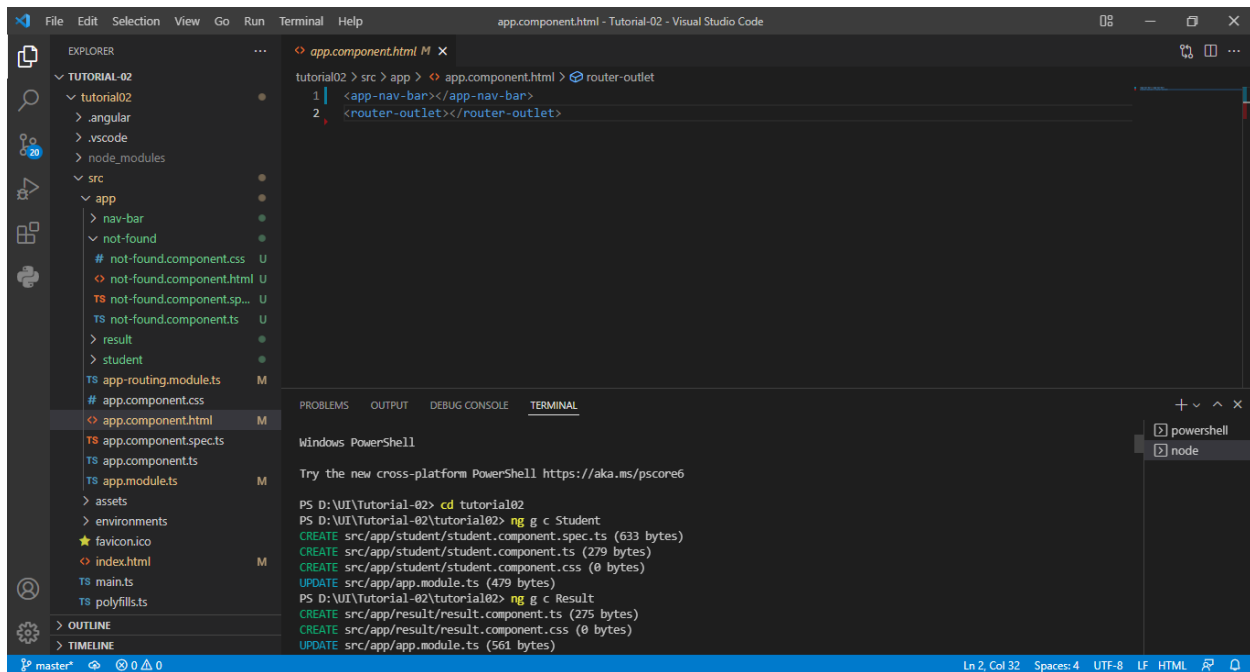 File Edit Selection View Go Run Terminal Help
app.component.html - Tutorial-02 - Visual Studio Code
EXPLORER
TUTORIAL-02
tutorial02
.angular
.vscode
node_modules
src
app
nav-bar
not-found
# not-found.component.css U
<> not-found.component.html U
TS not-found.component.sp... U
TS not-found.component.ts U
result
student
TS app-routing.module.ts M
# app.component.css
<> app.component.html M
TS app.component.spec.ts
TS app.component.ts
TS app.module.ts M
assets
environments
favicon.ico
<> index.html M
TS main.ts
TS polyfills.ts
OUTLINE
TIMELINE
20
<> app.component.html M
tutorial02 > src > app > <> app.component.html > router-outlet
1 <app-nav-bar></app-nav-bar>
2 <router-outlet></router-outlet>
PROBLEMS OUTPUT DEBUG CONSOLE TERMINAL
Windows PowerShell
Try the new cross-platform PowerShell https://aka.ms/pscore6
PS D:\UI\Tutorial-02> cd tutorial02
PS D:\UI\Tutorial-02\tutorial02> ng g c Student
CREATE src/app/student/student.component.spec.ts (633 bytes)
CREATE src/app/student/student.component.ts (279 bytes)
CREATE src/app/student/student.component.css (0 bytes)
UPDATE src/app/app.module.ts (479 bytes)
PS D:\UI\Tutorial-02\tutorial02> ng g c Result
CREATE src/app/result/result.component.ts (275 bytes)
CREATE src/app/result/result.component.css (0 bytes)
UPDATE src/app/app.module.ts (561 bytes)
powershell
node
master* 0 0
Ln 2, Col 32 Spaces: 4 UTF-8 LF HTML